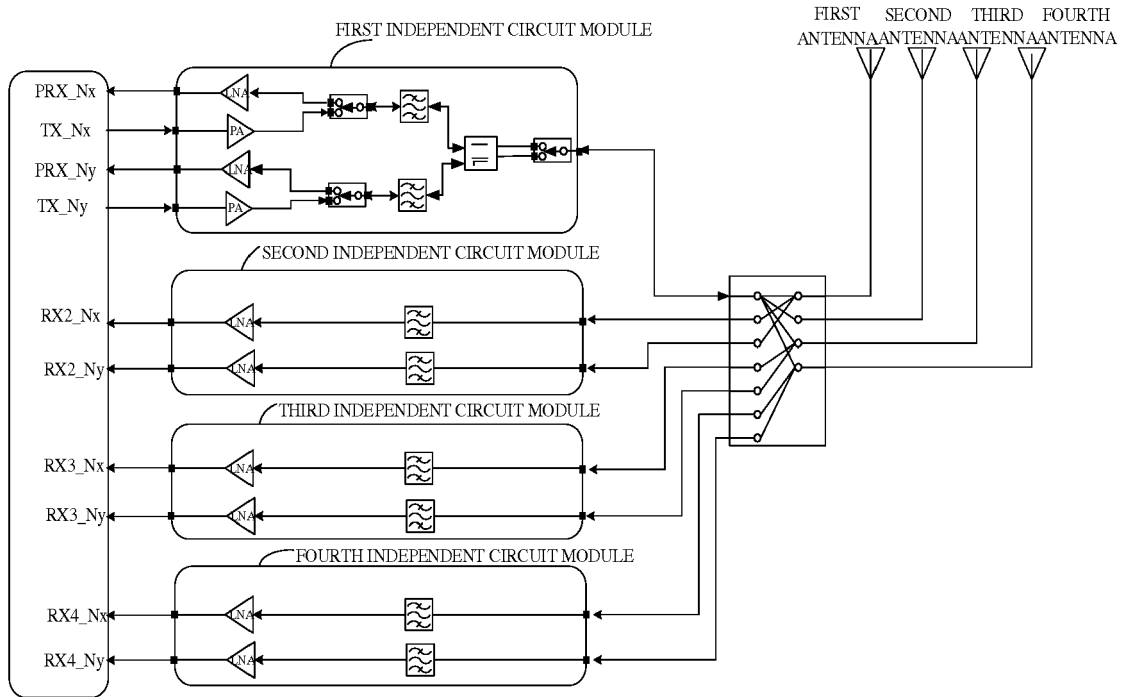 FIRST SECOND THIRD FOURTH
ANTENNA ANTENNA ANTENNA ANTENNA
FIRST INDEPENDENT CIRCUIT MODULE
PRX_Nx
LNA
TX_Nx
PA
PRX_Ny
LNA
TX_Ny
PA
SECOND INDEPENDENT CIRCUIT MODULE
RX2_Nx
LNA
RX2_Ny
LNA
THIRD INDEPENDENT CIRCUIT MODULE
RX3_Nx
LNA
RX3_Ny
LNA
FOURTH INDEPENDENT CIRCUIT MODULE
RX4_Nx
LNA
RX4_Ny
LNA